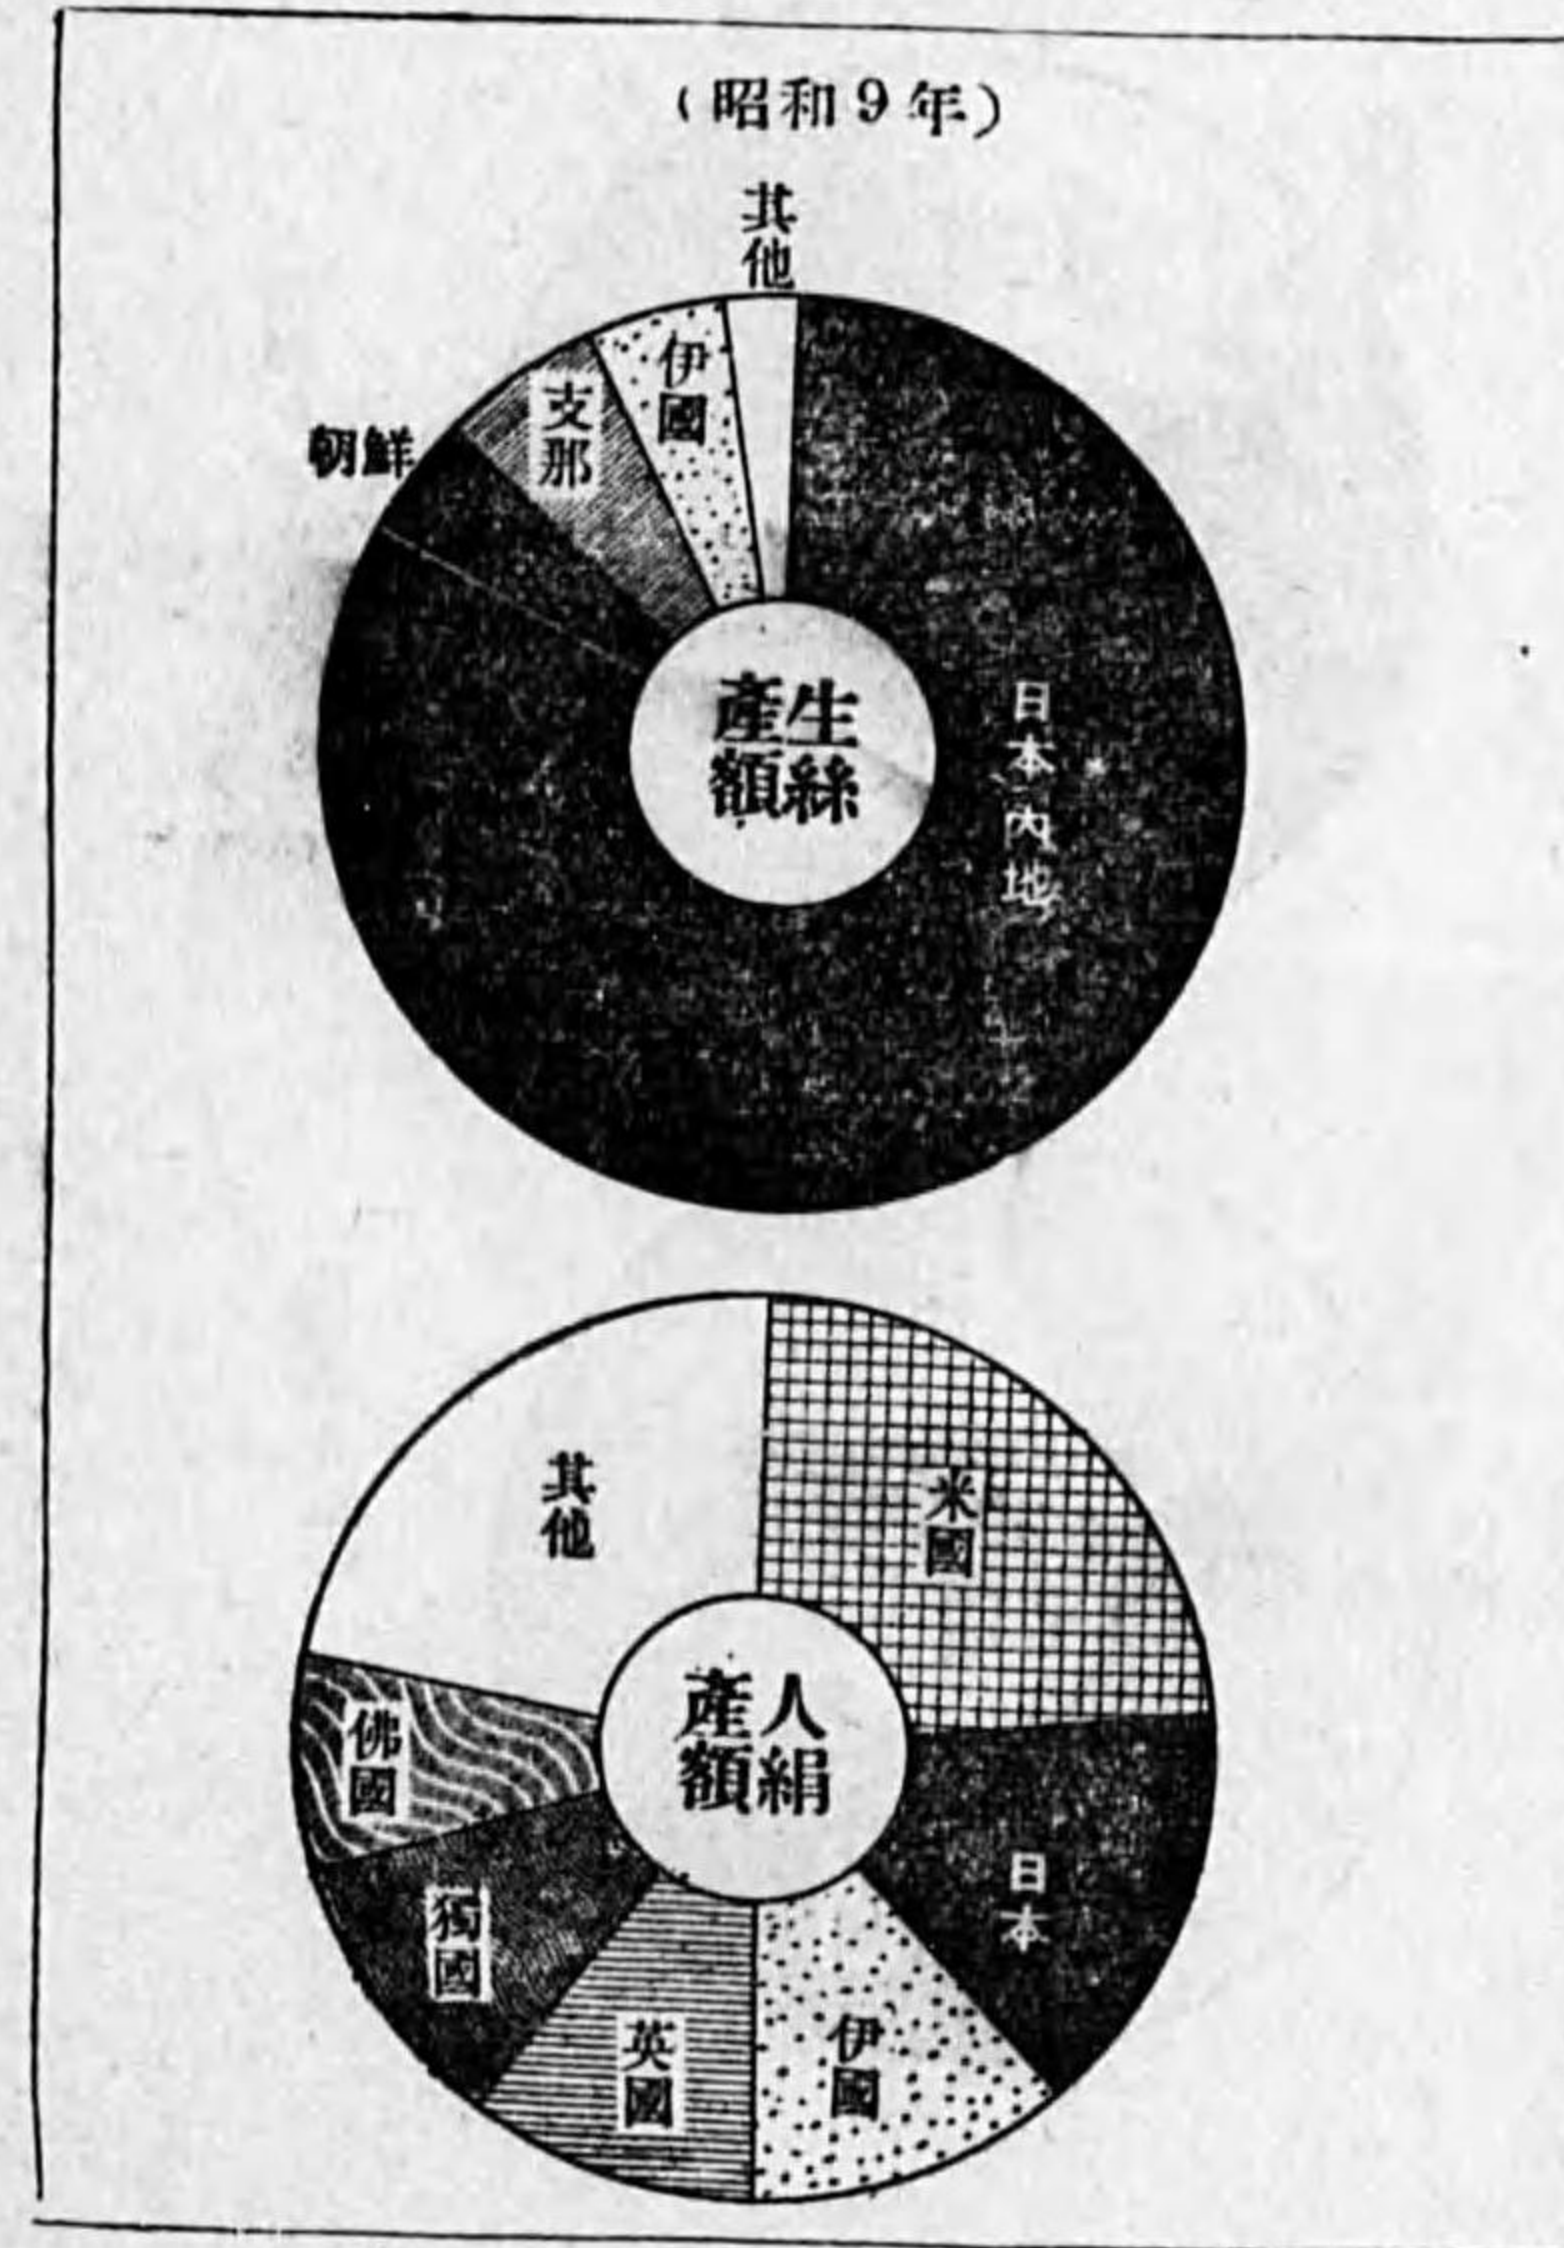 (昭和9年)
其他
伊國
支那
朝鮮
日本內地
生絲
產額
其他
米國
人絹
產額
佛國
日本
獨國
英國
伊國